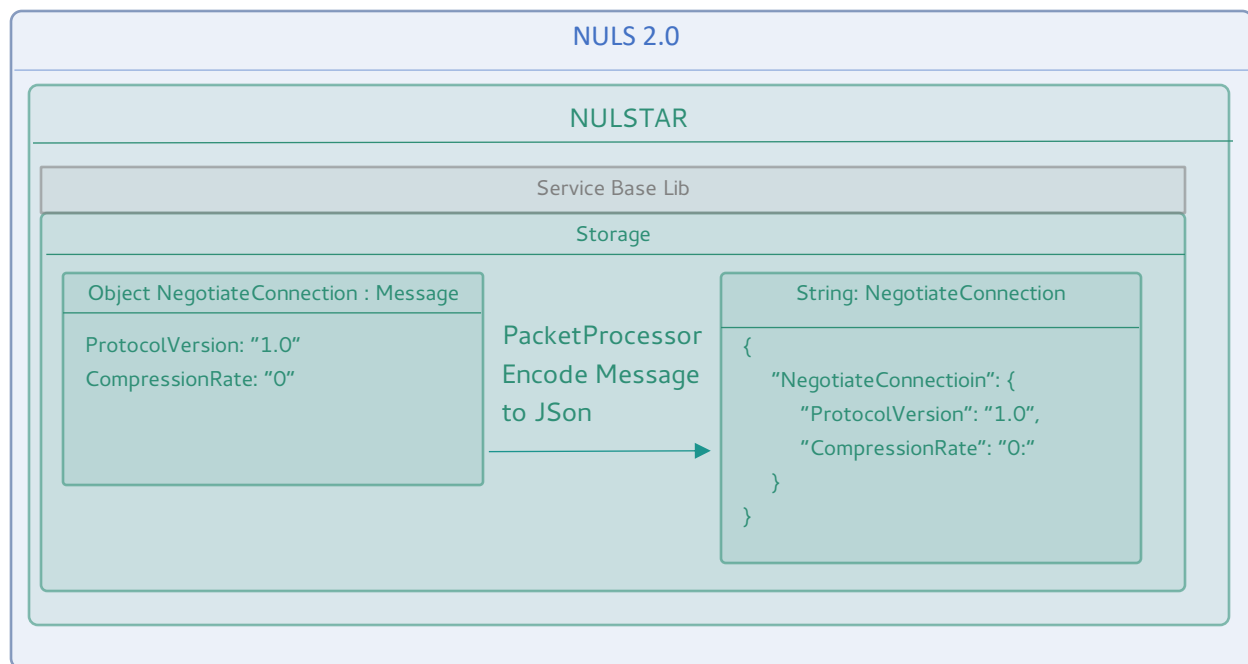 NULS 2.0
NULSTAR
Service Base Lib
Storage
Object NegotiateConnection : Message
ProtocolVersion: “1.0”
CompressionRate: “0”
PacketProcessor
Encode Message
to JSon
String: NegotiateConnection
{
“NegotiateConnectioin”: {
“ProtocolVersion”: “1.0”,
“CompressionRate”: “0:”
}
}